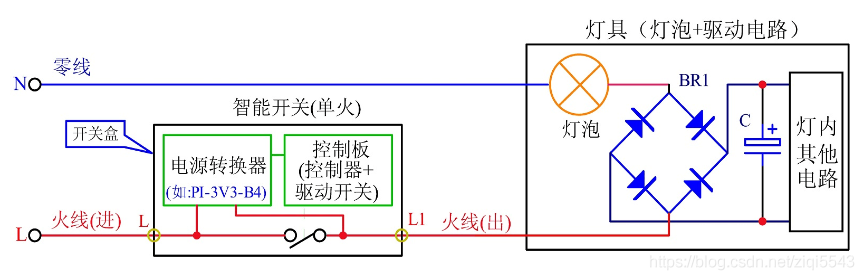 灯具（灯泡+驱动电路）
N
零线
智能开关(单火)
开关盒
电源转换器
(如:PI-3V3-B4)
控制板
(控制器+
驱动开关)
灯泡
BR1
C
+
灯内
其他
电路
L
火线(进)
L
L1
火线(出)
https://blog.csdn.net/ziqi5543